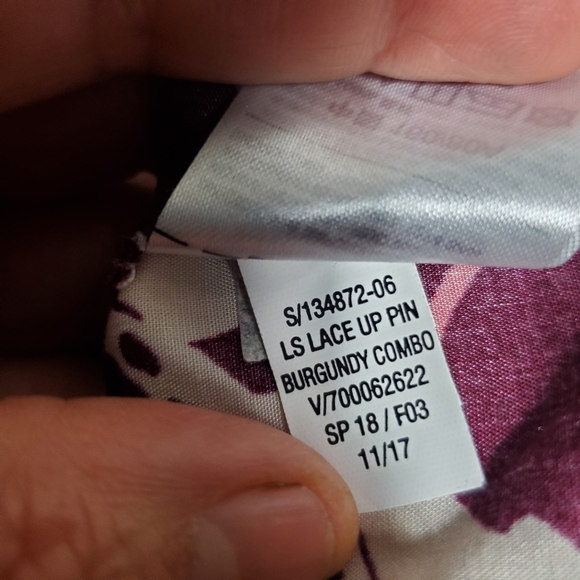 S/134872-06
LS LACE UP PIN
BURGUNDY COMBO
V/700062622
SP 18 / F03
11/17